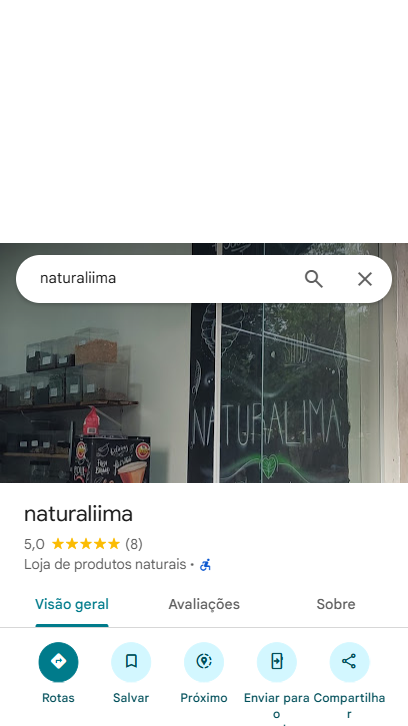 naturaliima
NATURALIMA
naturaliima
5,0 (8)
Loja de produtos naturais ·
Visão geral
Avaliações
Sobre
Rotas
Salvar
Próximo
Enviar para
o
Compartilha
r